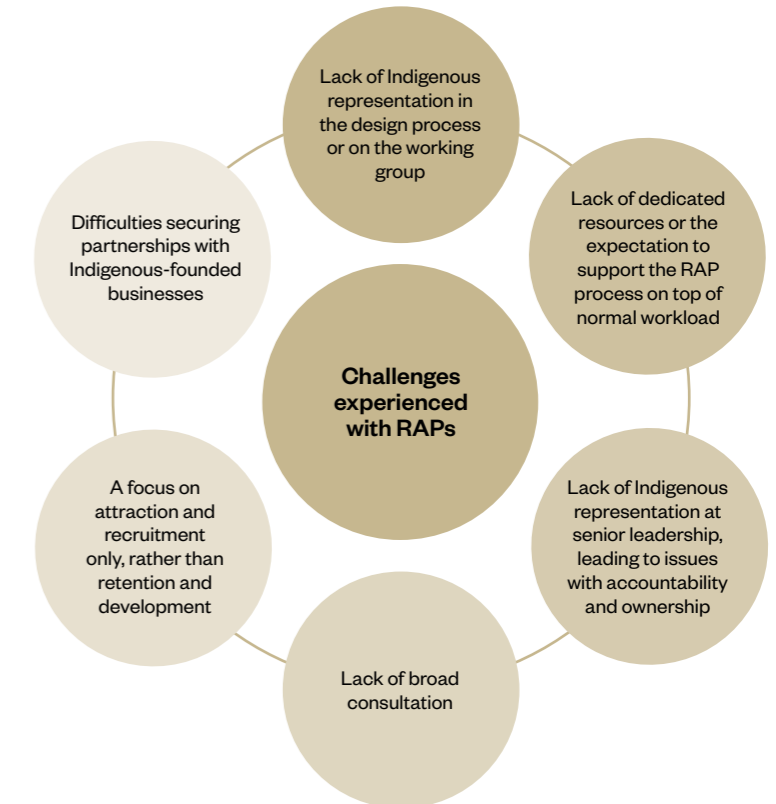 Challenges
experienced
with RAPs
Lack of Indigenous
representation in
the design process
or on the working
group
Lack of dedicated
resources or the
expectation to
support the RAP
process on top of
normal workload
Lack of Indigenous
representation at
senior leadership,
leading to issues
with accountability
and ownership
Lack of broad
consultation
A focus on
attraction and
recruitment
only, rather than
retention and
development
Difficulties securing
partnerships with
Indigenous-founded
businesses